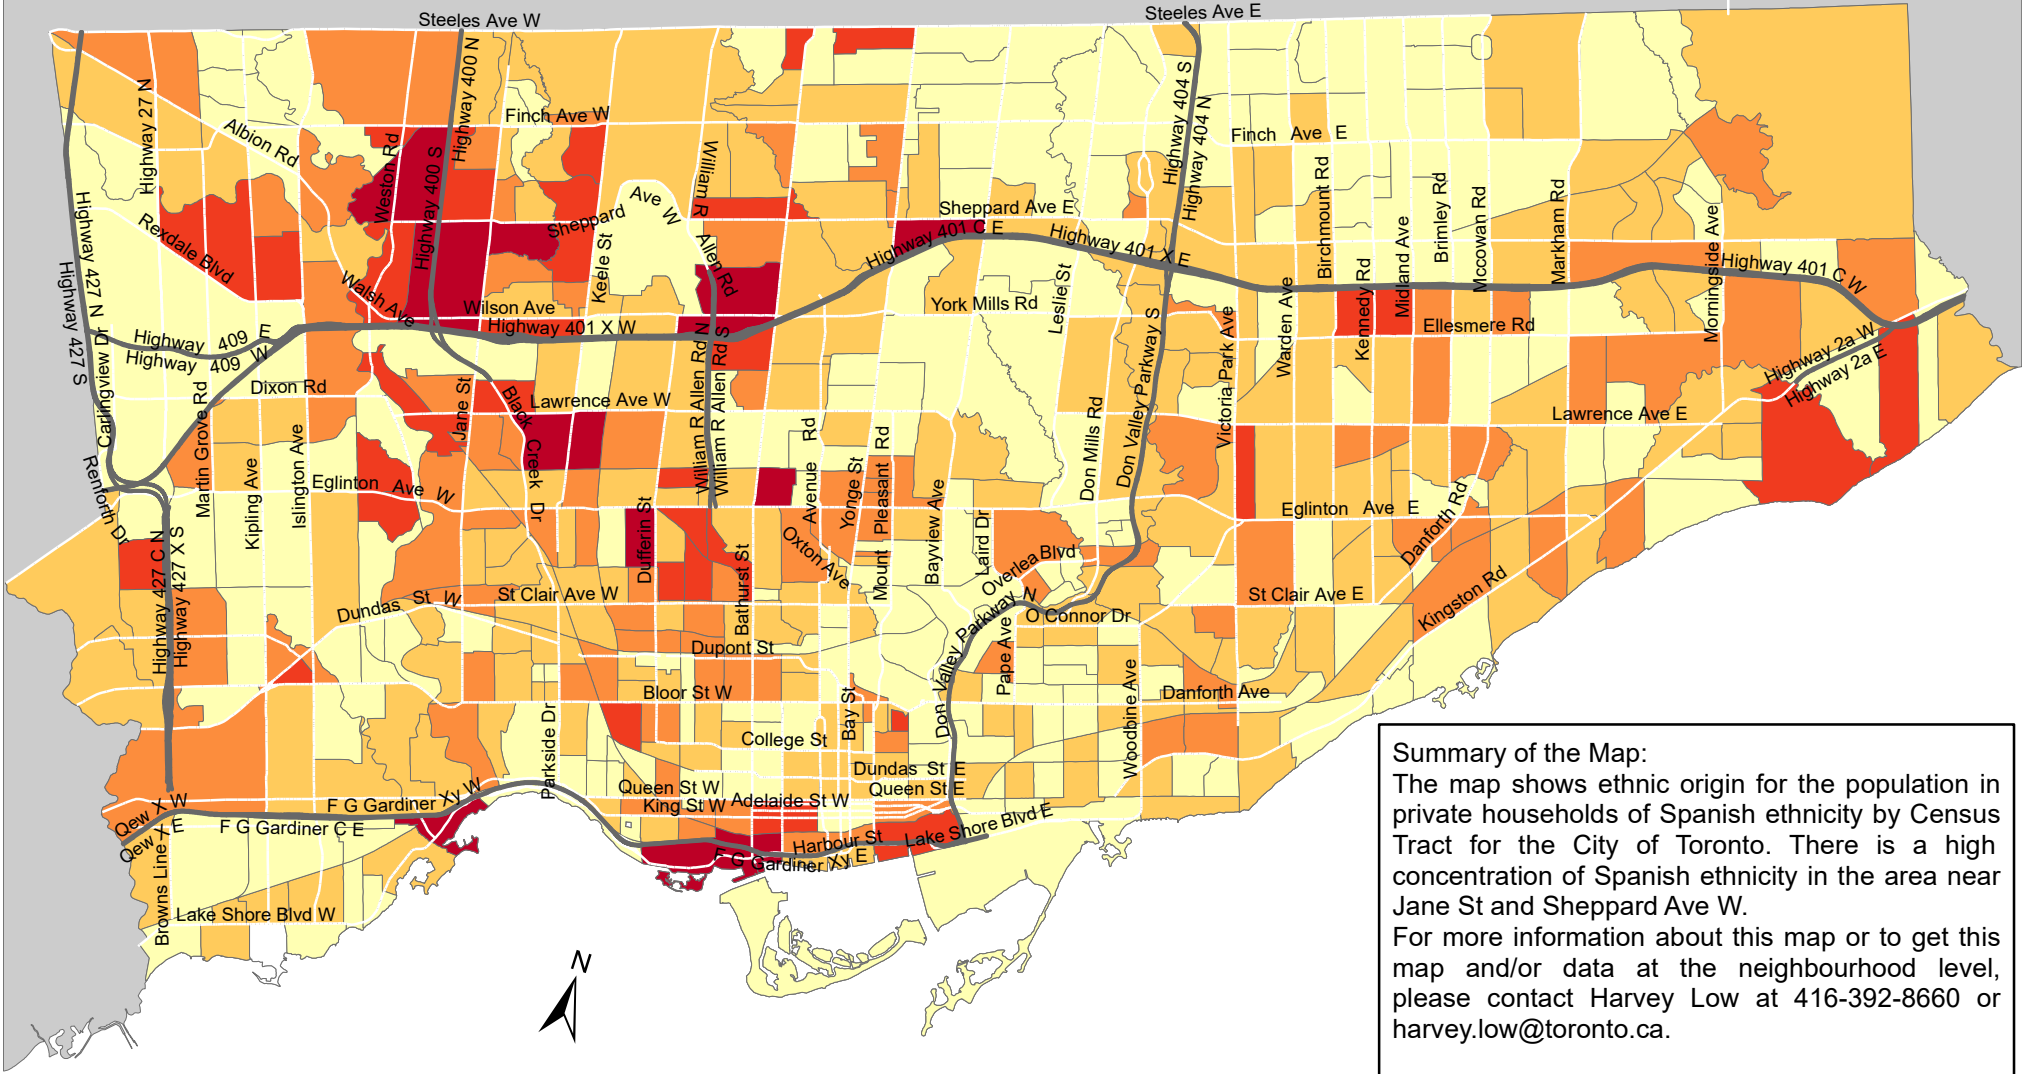 Steeles Ave W
Steeles Ave E
Highway 400 N
Highway 404 S
Highway 404 N
Highway 27 N
Finch Ave W
Albion Rd
Weston Rd
Highway 400 S
William R
Finch Ave E
Birchmount Rd
Brimley Rd
Mccowan Rd
Markham Rd
Midland Ave
Morningside Ave
Sheppard Ave W
Keele St
Allen Rd
Sheppard Ave E
Highway 401 C E
Highway 401 X E
Highway 427 N
Highway 427 S
Rexdale Blvd
Walsh Ave
Wilson Ave
Highway 401 X W
York Mills Rd
Leslie St
Warden Ave
Kennedy Rd
Ellesmere Rd
Highway 401 C W
Highway 2a W
Highway 2a E
Highway 409 E
Highway 409 W
Carlingview Dr
Dixon Rd
Martin Grove Rd
Jane St
Black Creek Dr
Lawrence Ave W
William R Allen Rd N
William R Allen Rd S
Avenue Rd
Yonge St
Mount Pleasant Rd
Bayview Ave
Don Mills Rd
Don Valley Parkway S
Victoria Park Ave
Lawrence Ave E
Renforth Dr
Kipling Ave
Islington Ave
Eglinton Ave W
Dufferin St
Bathurst St
Oxton Ave
Laird Dr
Overlea Blvd
Eglinton Ave E
Danforth Rd
Highway 427 C N
Highway 427 X S
Dundas St W
St Clair Ave W
Don Valley Parkway N
O Connor Dr
St Clair Ave E
Kingston Rd
Dupont St
Pape Ave
Woodbine Ave
Bloor St W
Bay St
Danforth Ave
Parkside Dr
College St
Dundas St E
Queen St W
Queen St E
King St W
Adelaide St W
Qew X W
Qew X E
F G Gardiner Xy W
F G Gardiner C E
Harbour St
Lake Shore Blvd E
F G Gardiner Xy E
Browns Line
Lake Shore Blvd W
N
Summary of the Map:
The map shows ethnic origin for the population in
private households of Spanish ethnicity by Census
Tract for the City of Toronto. There is a high
concentration of Spanish ethnicity in the area near
Jane St and Sheppard Ave W.
For more information about this map or to get this
map and/or data at the neighbourhood level,
please contact Harvey Low at 416-392-8660 or
harvey.low@toronto.ca.